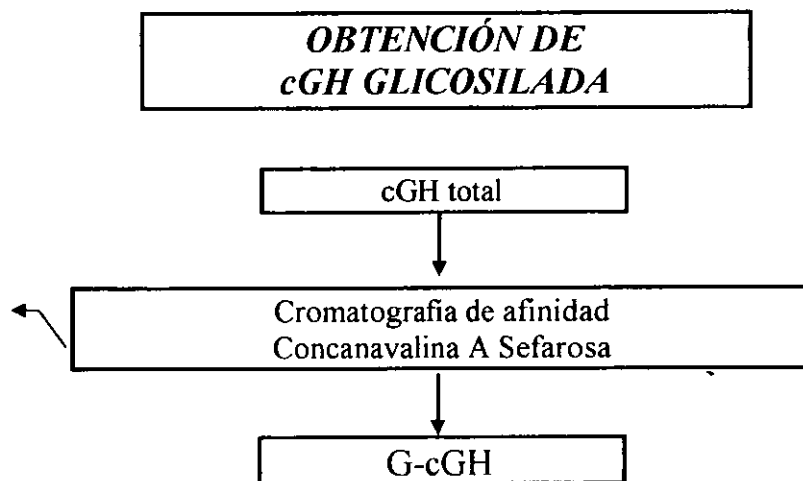 OBTENCIÓN DE
cGH GLICOSILADA
cGH total
Cromatografía de afinidad
Concanavalina A Sefarosa
G-cGH